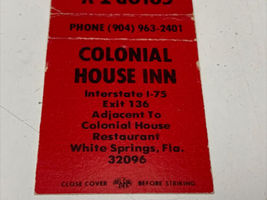 COLOR T.V
PHONE (904) 963-2401
COLONIAL
HOUSE INN
Interstate I-75
Exit 136
Adjacent To
Colonial House
Restaurant
White Springs, Fla.
32096
CLOSE COVER BEFORE STRIKING